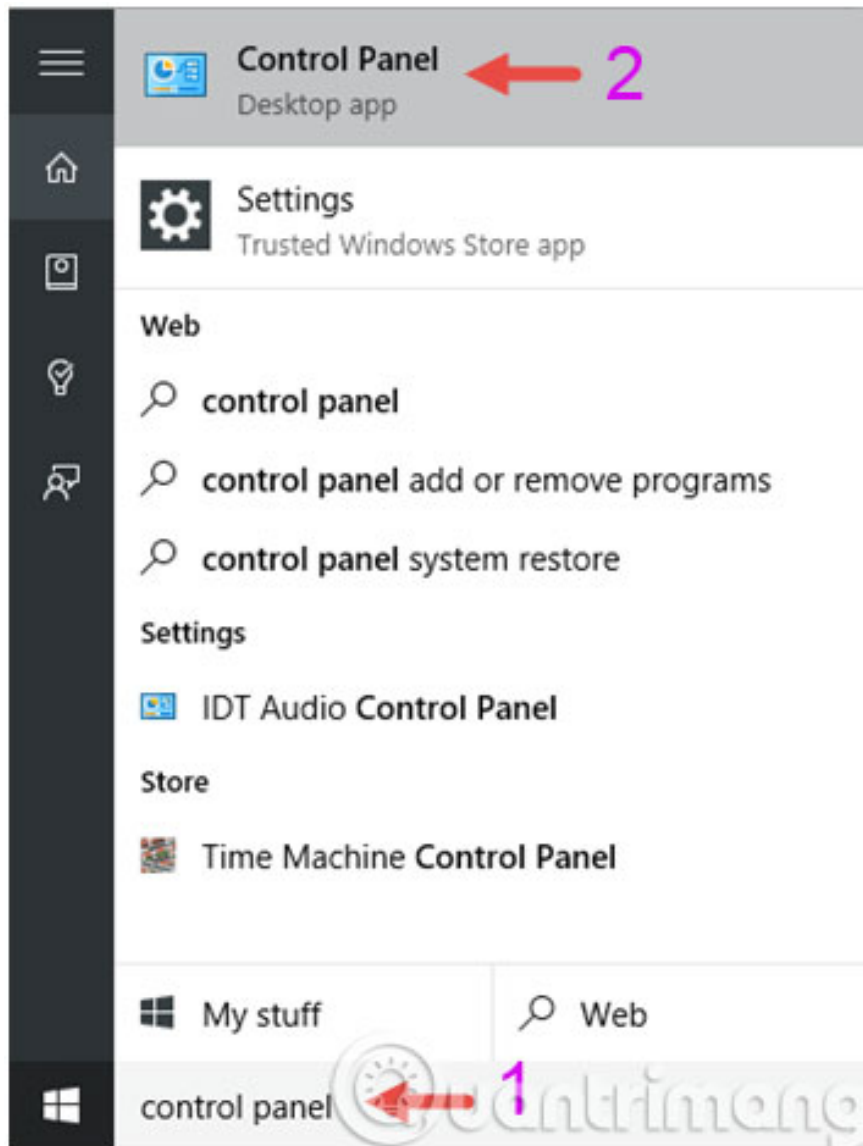 Control Panel 2
Desktop app
Settings
Trusted Windows Store app
Web
control panel
control panel add or remove programs
control panel system restore
Settings
IDT Audio Control Panel
Store
Time Machine Control Panel
My stuff Web
control panel 1 Quantrimang